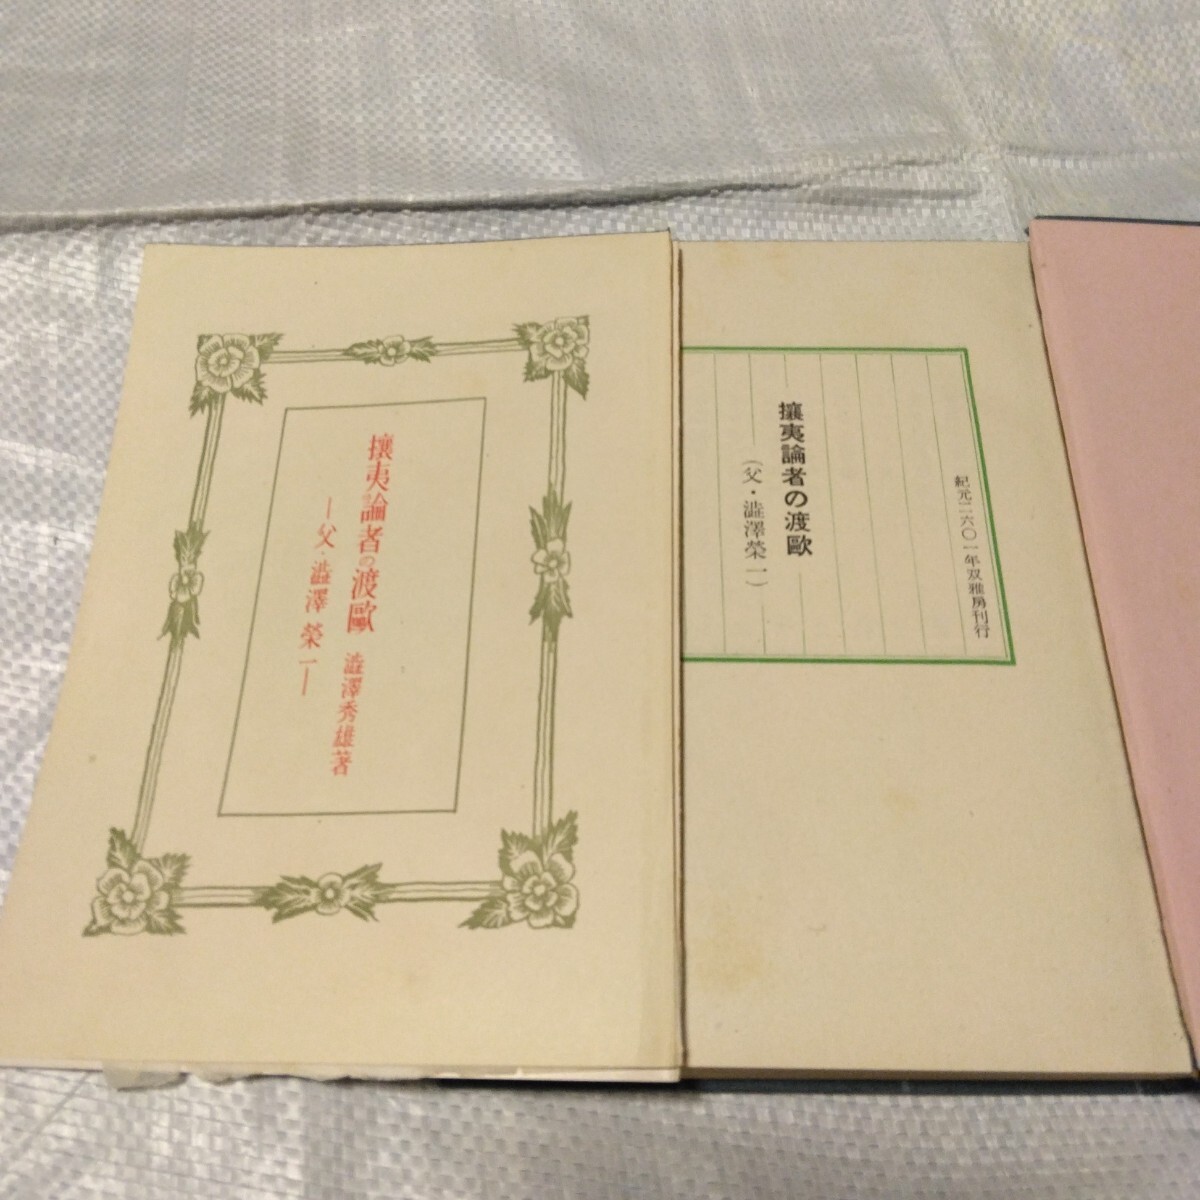 攘夷論者の渡歐
―父・澁澤榮一―
澁澤秀雄著
紀元二六〇一年双雅房刊行
攘夷論者の渡歐
(父・澁澤榮一)